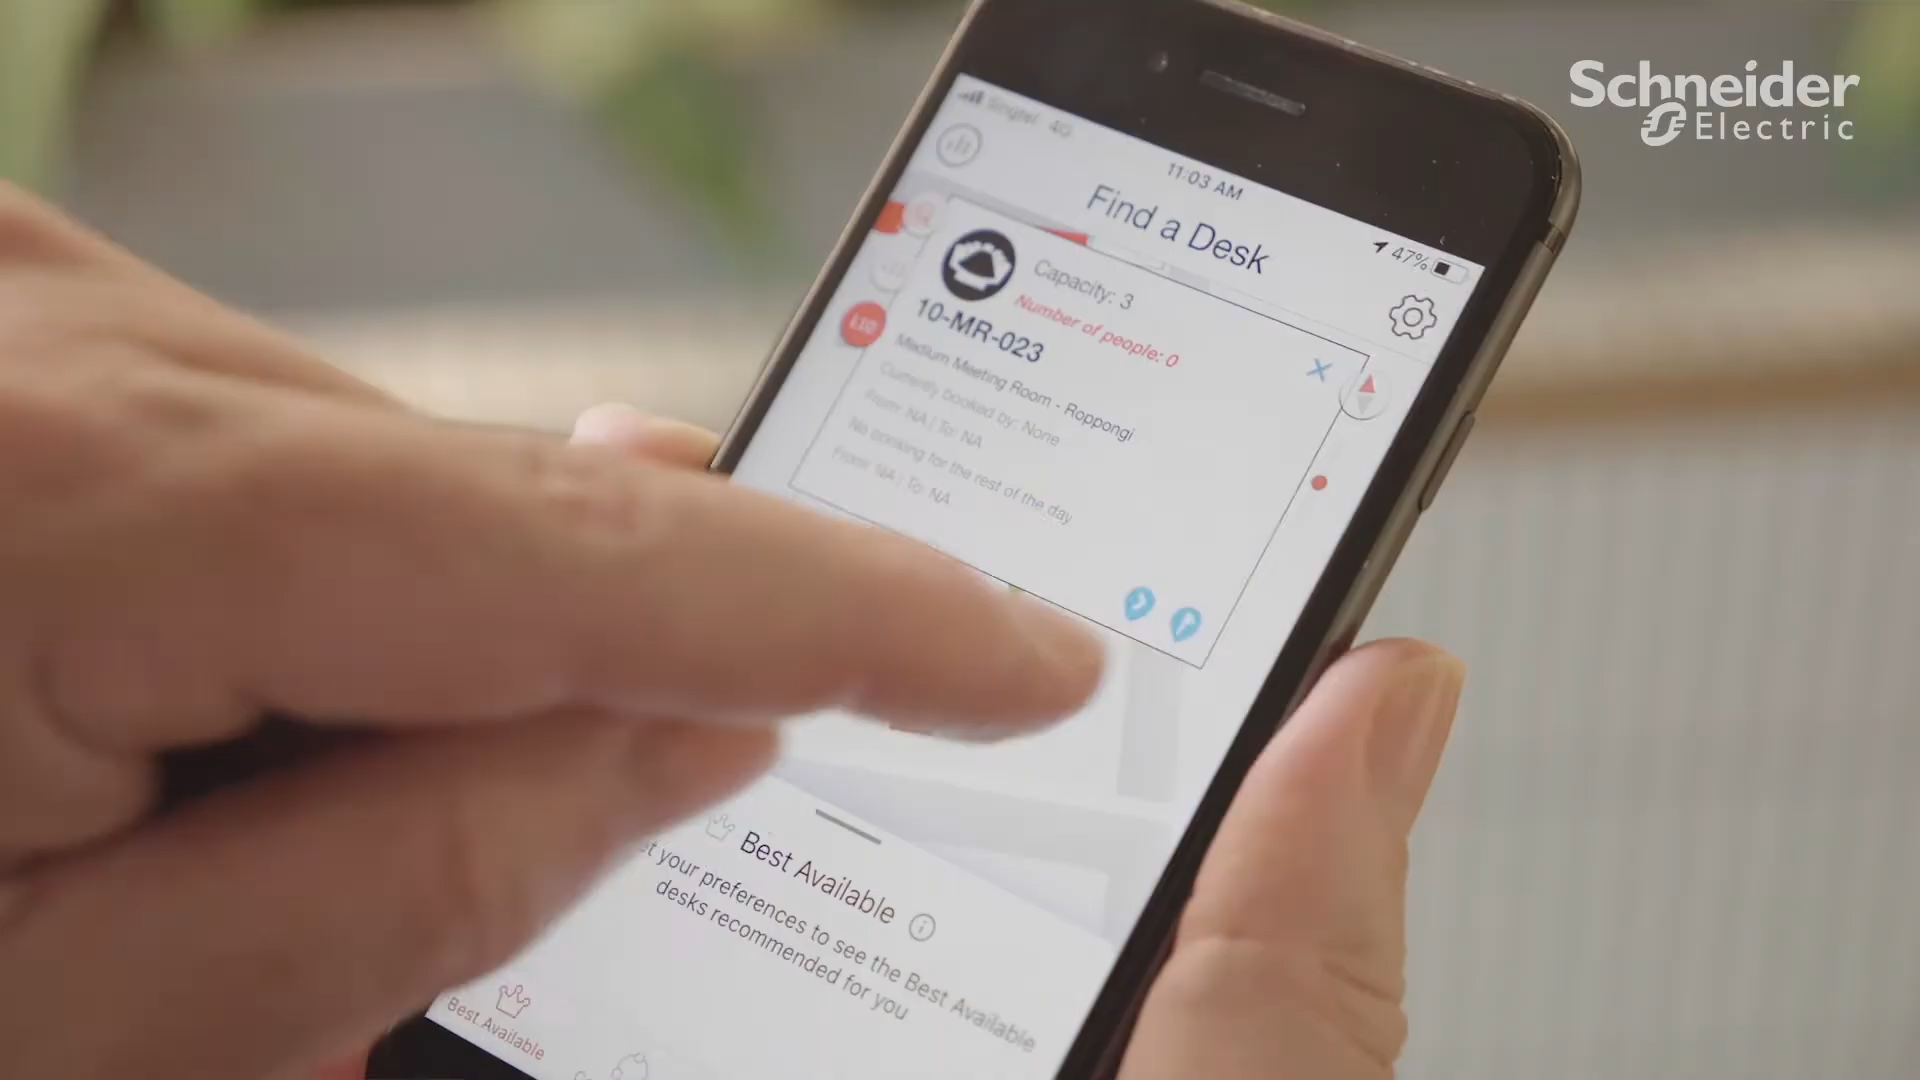 Schneider
Electric
Singtel 4G
11:03 AM
47%
Find a Desk
Capacity: 3
Number of people: 0
10-MR-023
Medium Meeting Room - Roppongi
Currently booked by: None
From: NA | To: NA
No booking for the rest of the day
From: NA | To: NA
Best Available
your preferences to see the Best Available
desks recommended for you
Best Available